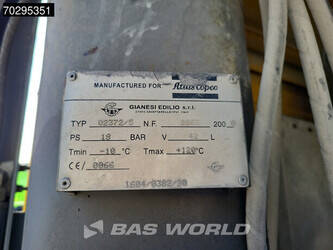 70295351
MANUFACTURED FOR Atlas Copco
GIANESI EDILIO s.r.l.
TYP 02372/5 N.F. 200
PS 18 BAR V L
Tmin -10 °C Tmax +120°C
CE/ 0066
1604/0382/90
BAS WORLD